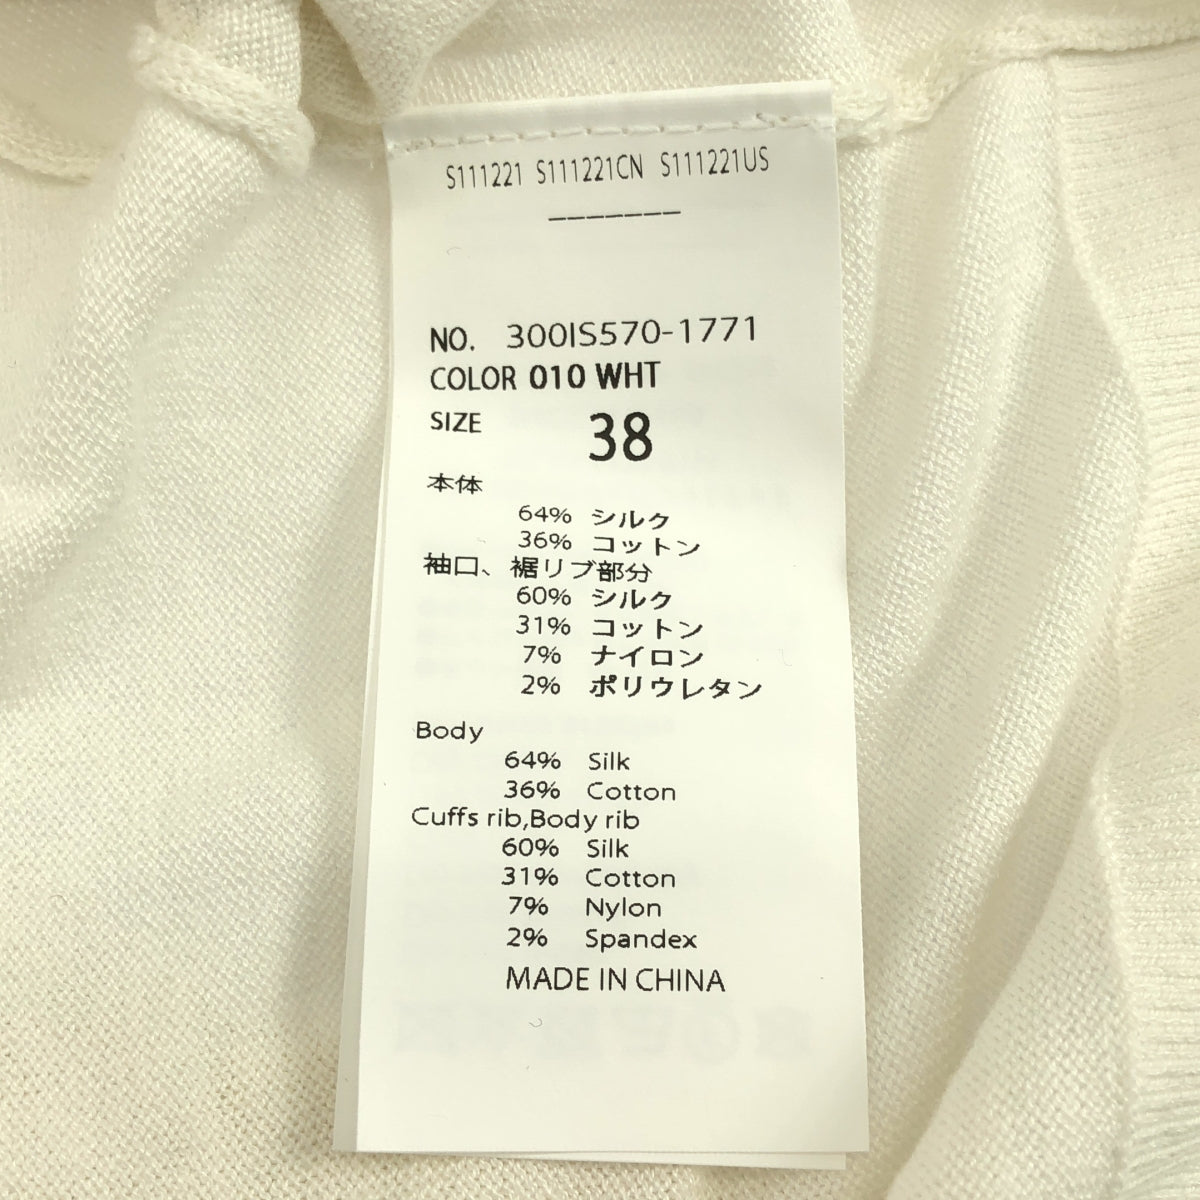 S111221 S111221CN S111221US
-------
NO. 300IS570-1771
COLOR 010 WHT
SIZE 38
本体
64% シルク
36% コットン
袖口、裾リブ部分
60% シルク
31% コットン
7% ナイロン
2% ポリウレタン
Body
64% Silk
36% Cotton
Cuffs rib,Body rib
60% Silk
31% Cotton
7% Nylon
2% Spandex
MADE IN CHINA